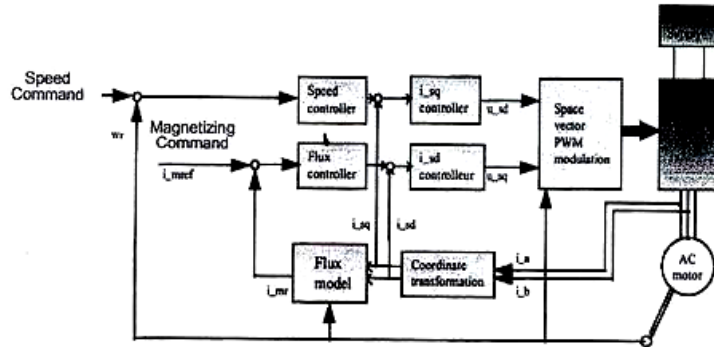 Speed
Command
wr
Magnetizing
Command
i_mref
Speed
controller
i_sq
controller
u_sd
Flux
controller
i_sd
controlleur
u_sq
Space
vector
PWM
modulation
i_sq
i_sd
Flux
model
i_mr
Coordinate
transformation
i_a
i_b
AC
motor